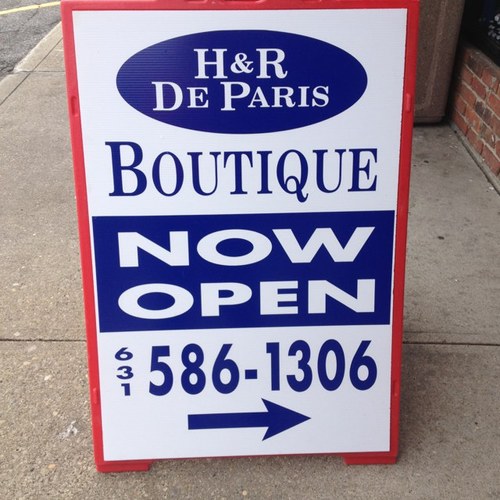 H&R
DE PARIS
BOUTIQUE
NOW
OPEN
631 586-1306